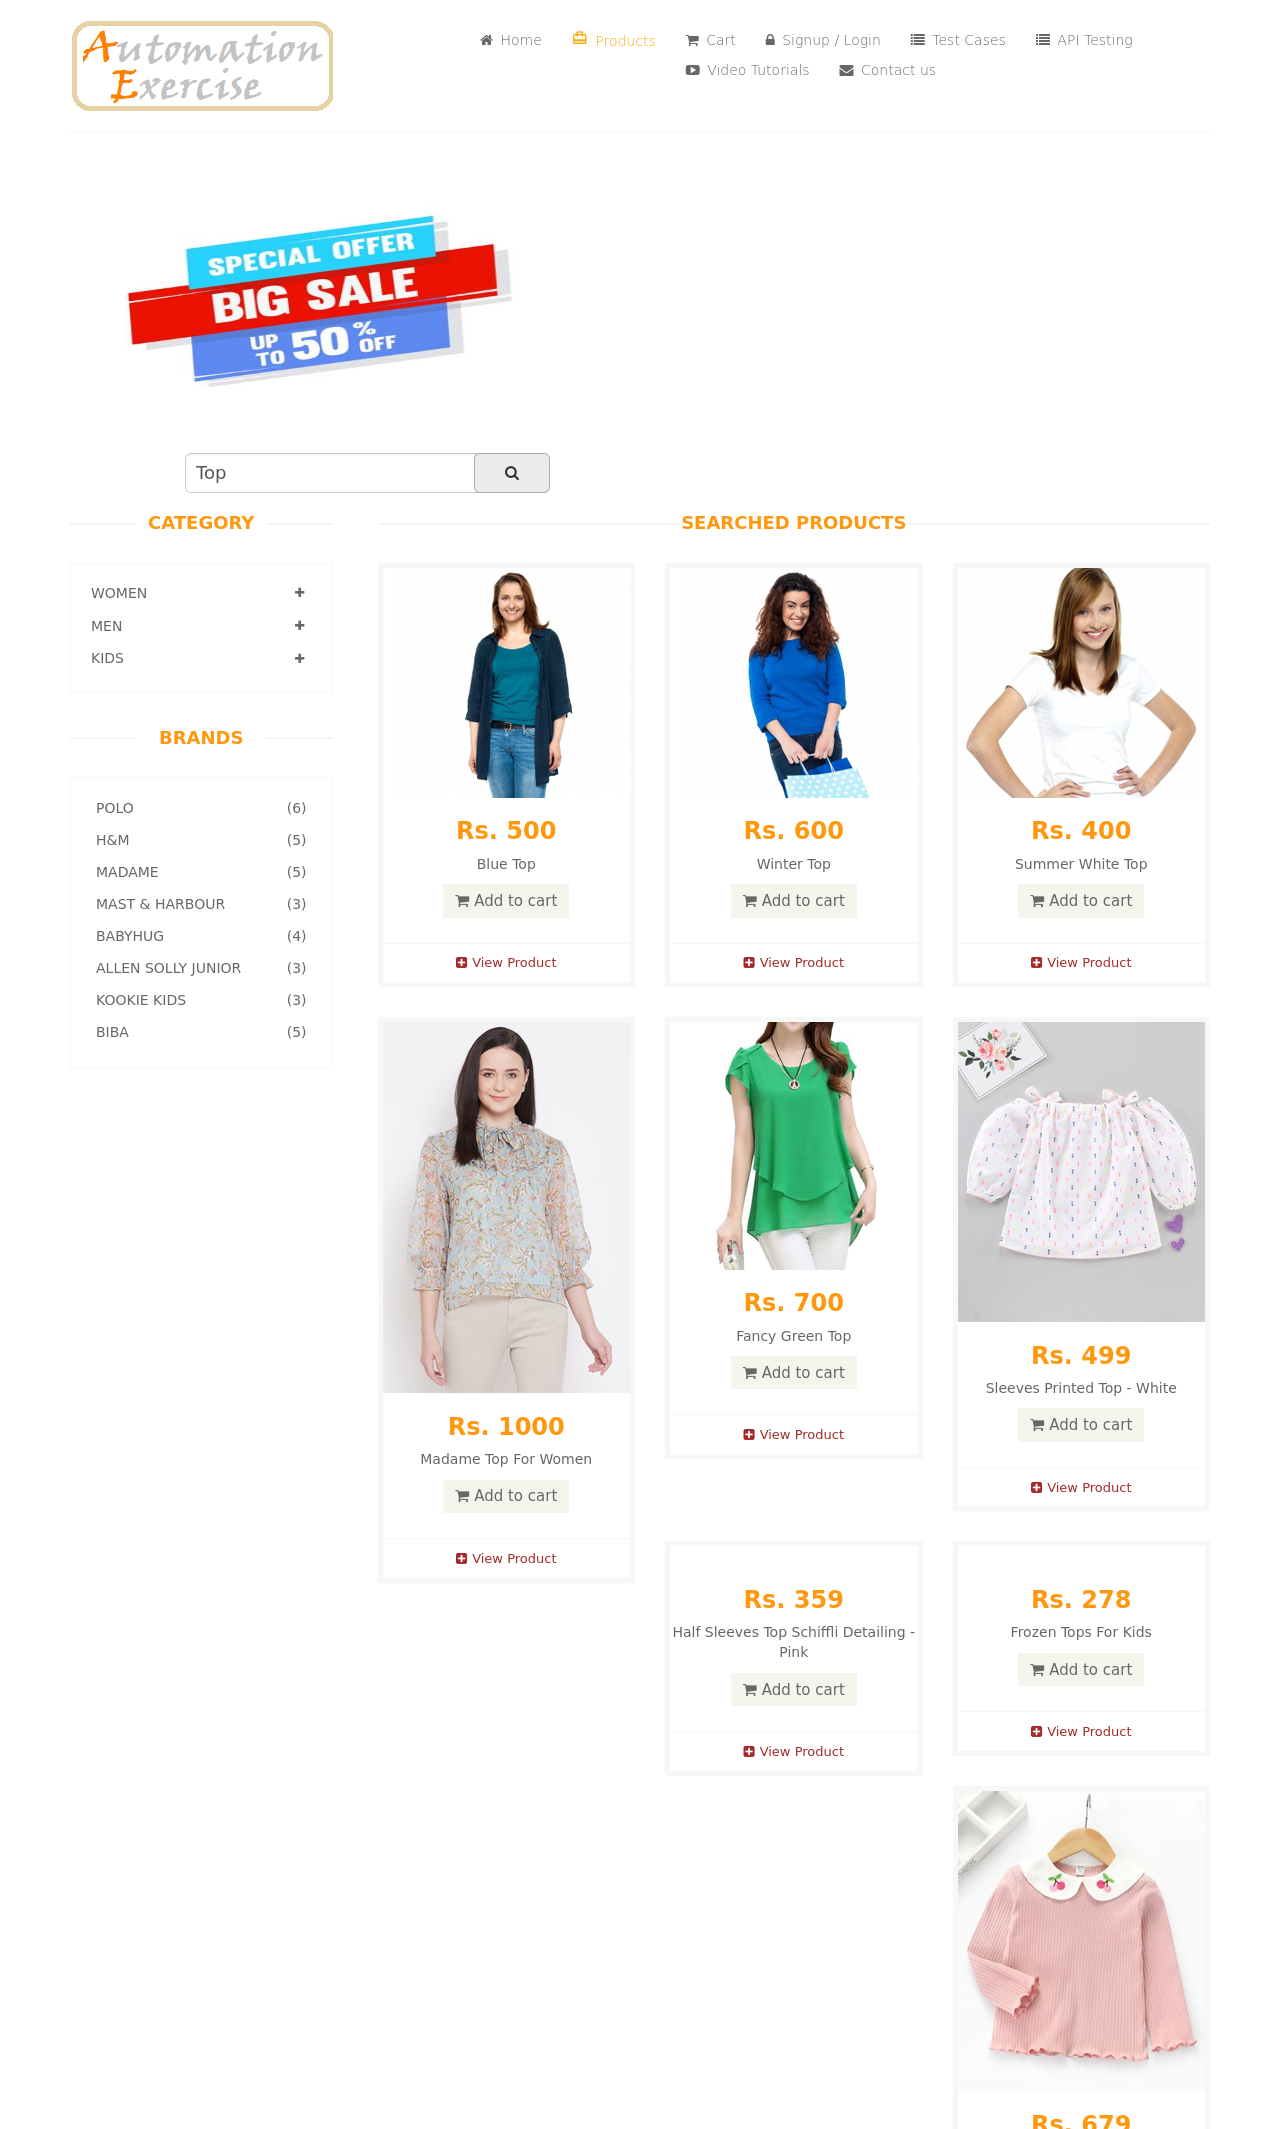 Automation
Exercise
Home
Products
Cart
Signup / Login
Test Cases
API Testing
Video Tutorials
Contact us
SPECIAL OFFER
BIG SALE
UP TO 50% OFF
Top
CATEGORY
WOMEN
MEN
KIDS
BRANDS
POLO (6)
H&M (5)
MADAME (5)
MAST & HARBOUR (3)
BABYHUG (4)
ALLEN SOLLY JUNIOR (3)
KOOKIE KIDS (3)
BIBA (5)
SEARCHED PRODUCTS
Rs. 500
Blue Top
Add to cart
View Product
Rs. 600
Winter Top
Add to cart
View Product
Rs. 400
Summer White Top
Add to cart
View Product
Rs. 1000
Madame Top For Women
Add to cart
View Product
Rs. 700
Fancy Green Top
Add to cart
View Product
Rs. 499
Sleeves Printed Top - White
Add to cart
View Product
Rs. 359
Half Sleeves Top Schiffli Detailing -
Pink
Add to cart
View Product
Rs. 278
Frozen Tops For Kids
Add to cart
View Product
Rs. 679